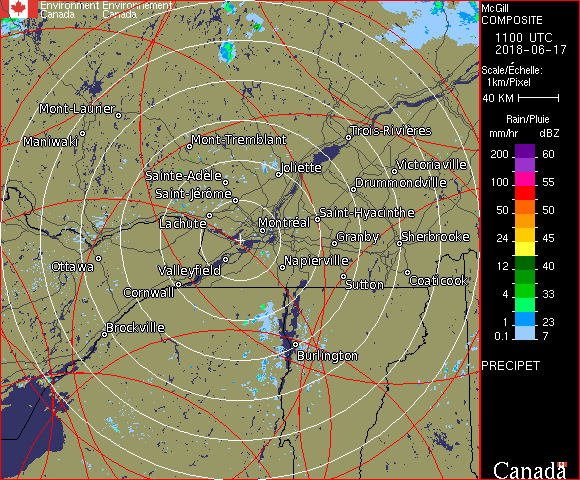 Environment Environnement
Canada Canada
McGill
COMPOSITE
1100 UTC
2018-06-17
Scale/Échelle:
1km/Pixel
40 KM
Rain/Pluie
mm/hr dBZ
200 60
150 57
100 55
50 50
24 45
12 40
4 33
1 23
0.1 7
PRECIPET
Canada
Mont-Laurier
Maniwaki
Mont-Tremblant
Trois-Rivières
Sainte-Adèle
Joliette
Victoriaville
Saint-Jérôme
Drummondville
Lachute
Montréal
Saint-Hyacinthe
Granby
Sherbrooke
Ottawa
Valleyfield
Napierville
Cornwall
Sutton
Coaticook
Brockville
Burlington